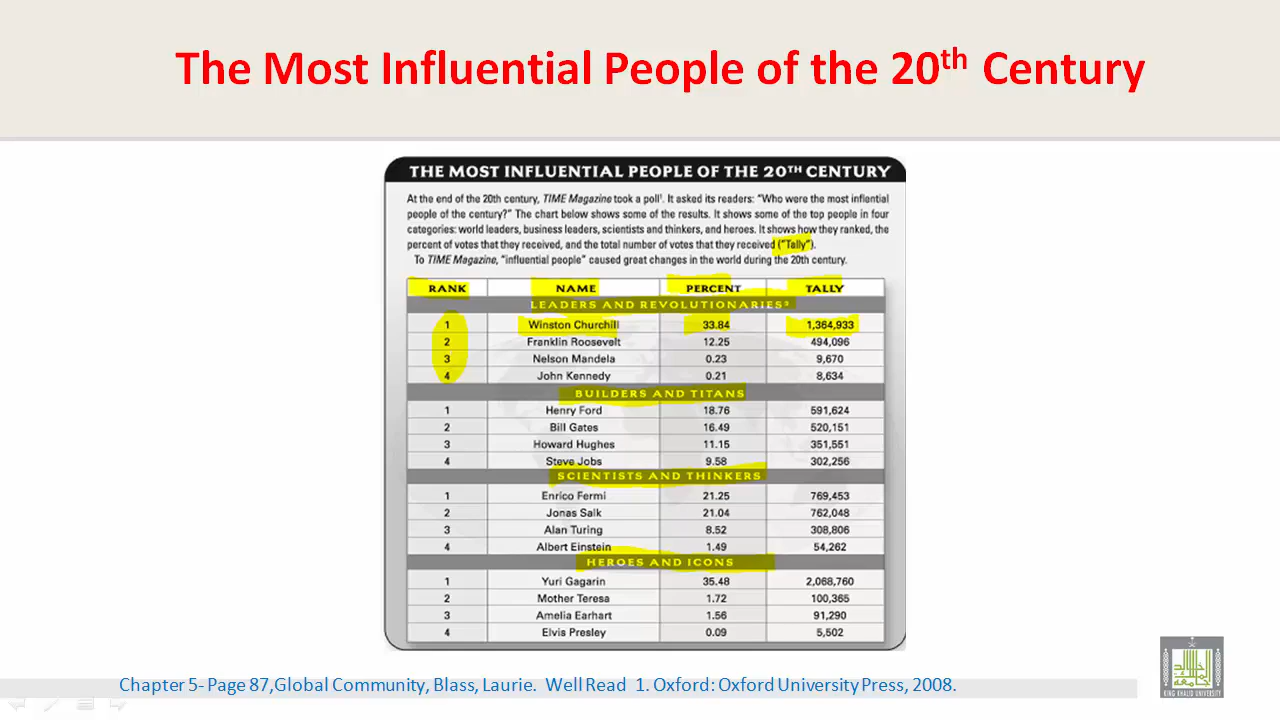 The Most Influential People of the 20th Century
THE MOST INFLUENTIAL PEOPLE OF THE 20TH CENTURY
At the end of the 20th century, TIME Magazine took a poll¹. It asked its readers: "Who were the most inflential
people of the century?" The chart below shows some of the results. It shows some of the top people in four
categories: world leaders, business leaders, scientists and thinkers, and heroes. It shows how they ranked, the
percent of votes that they received, and the total number of votes that they received ("Tally").
To TIME Magazine, "influential people" caused great changes in the world during the 20th century.
RANK NAME PERCENT TALLY
LEADERS AND REVOLUTIONARIES²
1 Winston Churchill 33.84 1,364,933
2 Franklin Roosevelt 12.25 494,096
3 Nelson Mandela 0.23 9,670
4 John Kennedy 0.21 8,634
BUILDERS AND TITANS
1 Henry Ford 18.76 591,624
2 Bill Gates 16.49 520,151
3 Howard Hughes 11.15 351,551
4 Steve Jobs 9.58 302,256
SCIENTISTS AND THINKERS
1 Enrico Fermi 21.25 769,453
2 Jonas Salk 21.04 762,048
3 Alan Turing 8.52 308,806
4 Albert Einstein 1.49 54,262
HEROES AND ICONS
1 Yuri Gagarin 35.48 2,068,760
2 Mother Teresa 1.72 100,365
3 Amelia Earhart 1.56 91,290
4 Elvis Presley 0.09 5,502
Chapter 5- Page 87,Global Community, Blass, Laurie. Well Read 1. Oxford: Oxford University Press, 2008.
KING KHALID UNIVERSITY